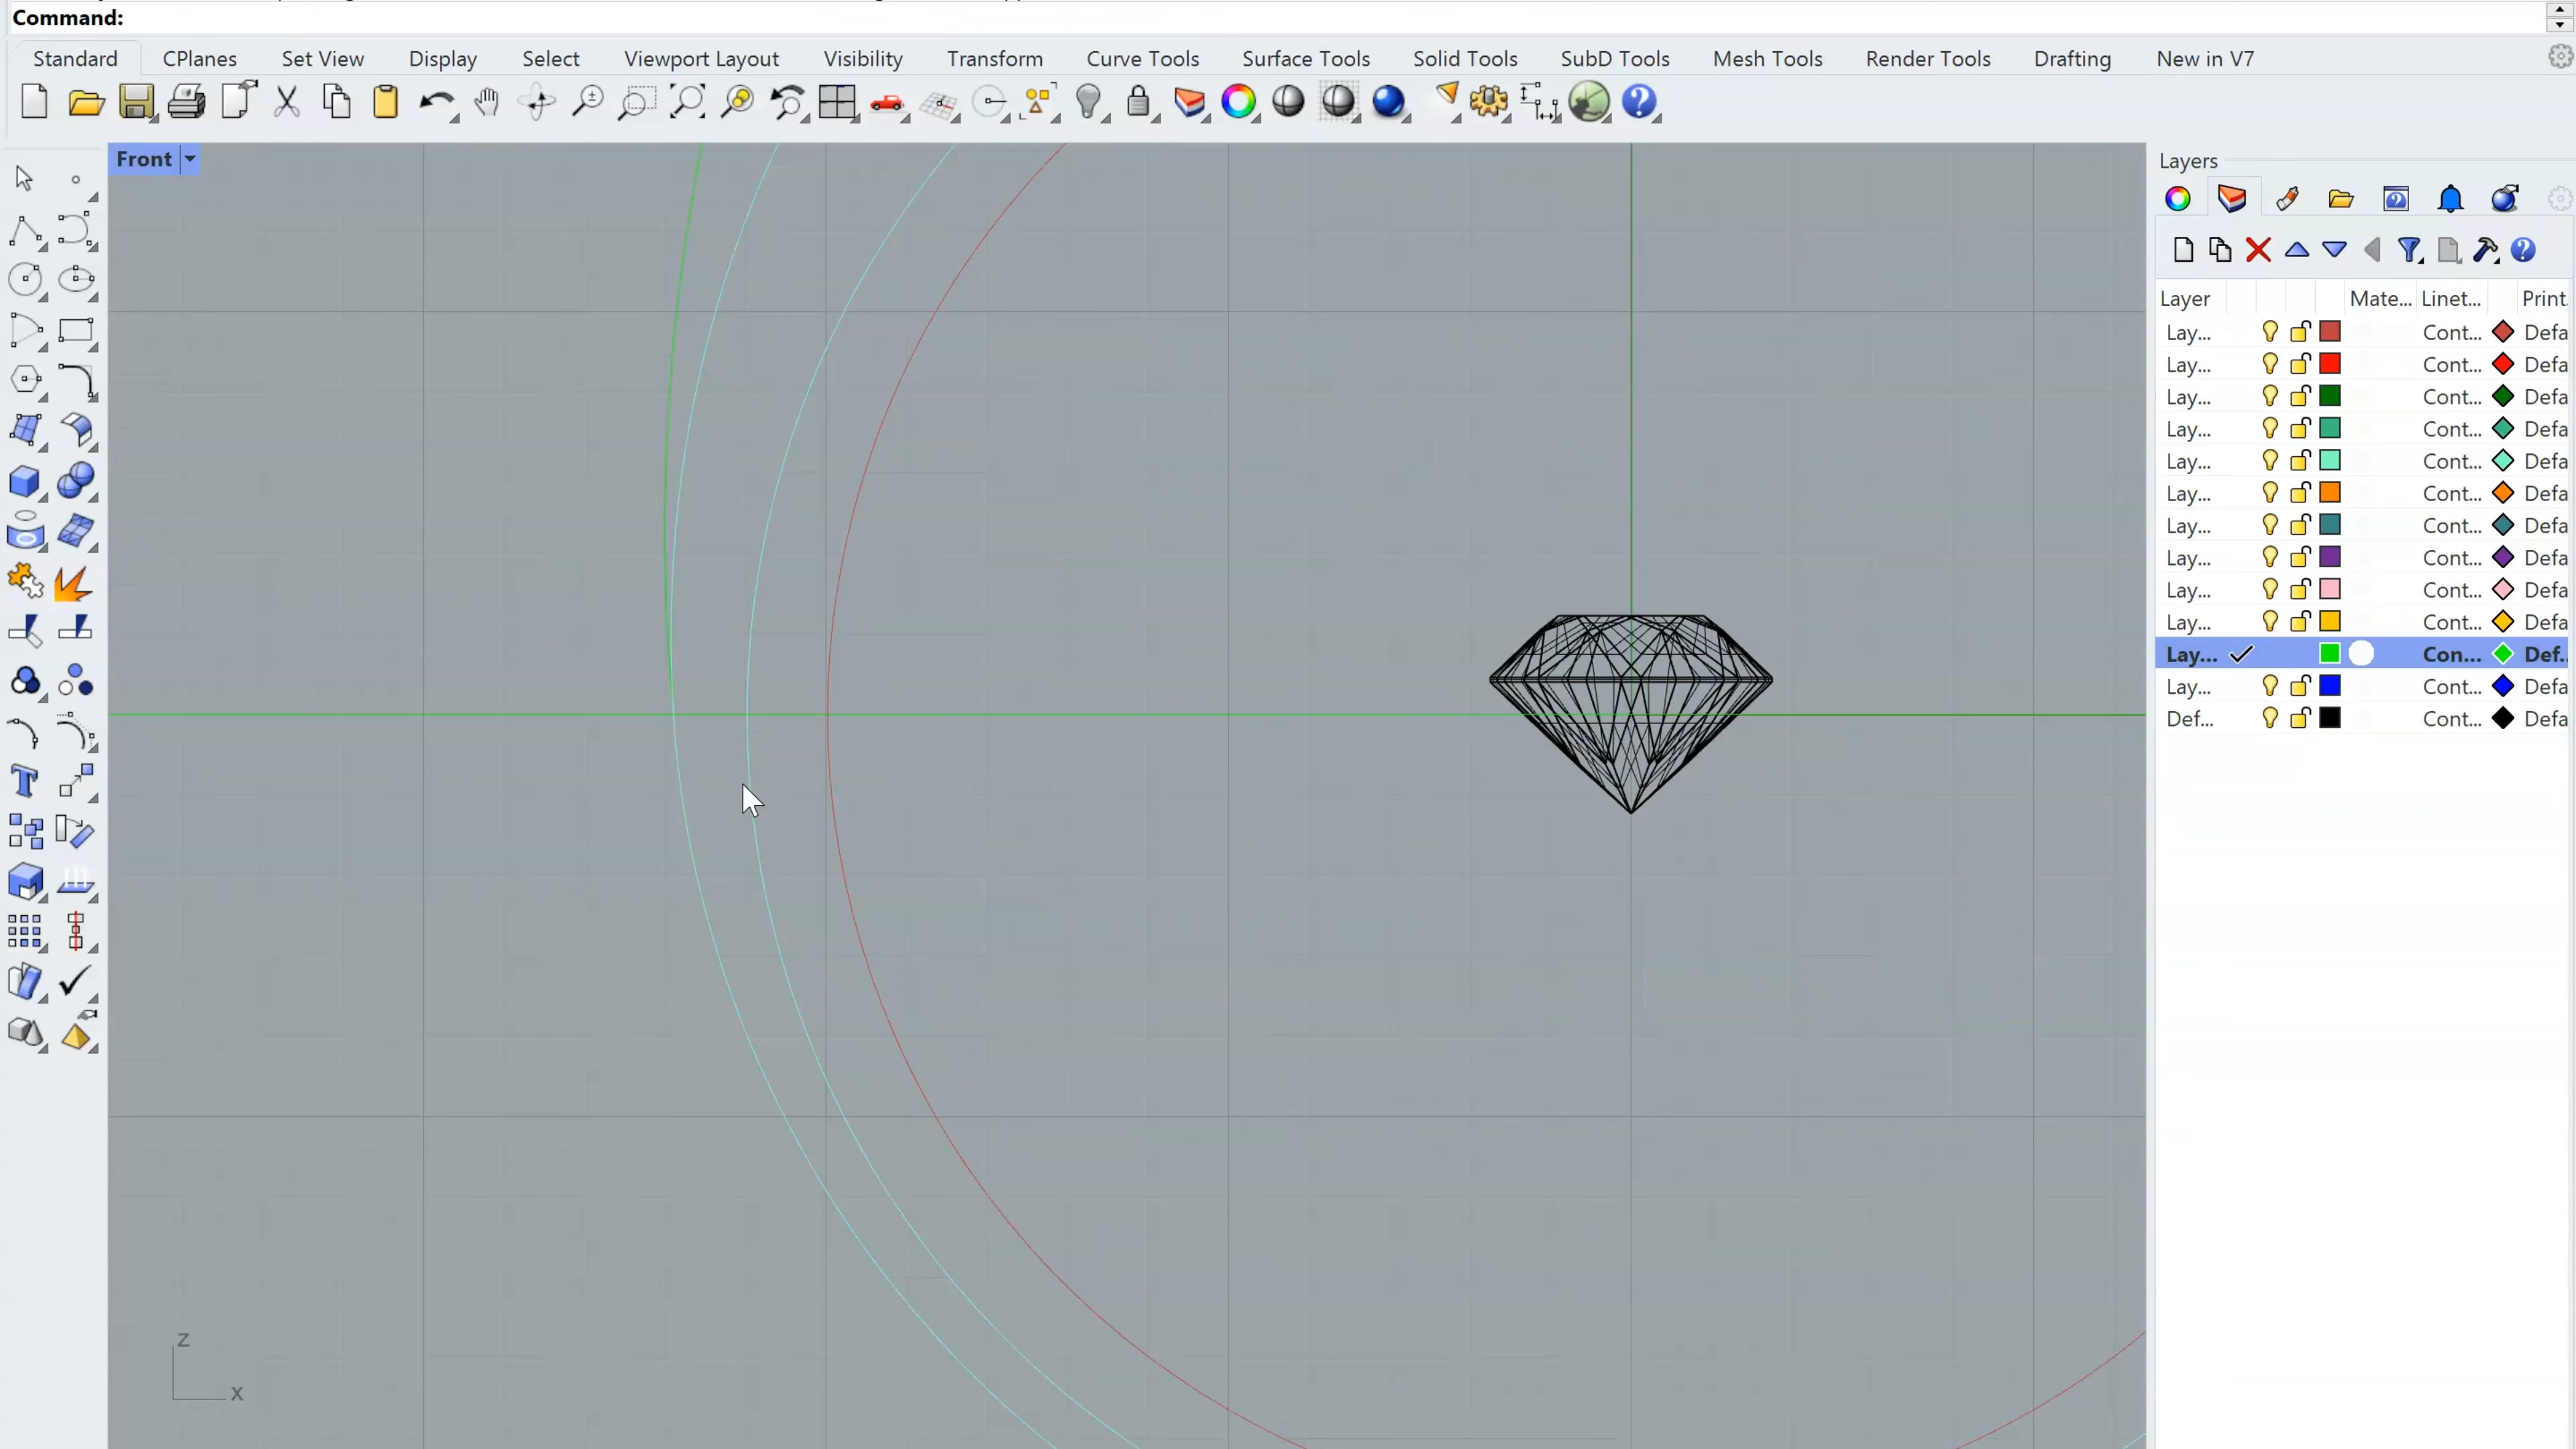 Command:
Standard CPlanes Set View Display Select Viewport Layout Visibility Transform Curve Tools Surface Tools Solid Tools SubD Tools Mesh Tools Render Tools Drafting New in V7
Front
Layers
Layer Mate... Linet... Print
Lay... Cont... Defa
Lay... Cont... Defa
Lay... Cont... Defa
Lay... Cont... Defa
Lay... Cont... Defa
Lay... Cont... Defa
Lay... Cont... Defa
Lay... Cont... Defa
Lay... Cont... Defa
Lay... Cont... Defa
Lay... Con... Def..
Lay... Cont... Defa
Def... Cont... Defa
z
x